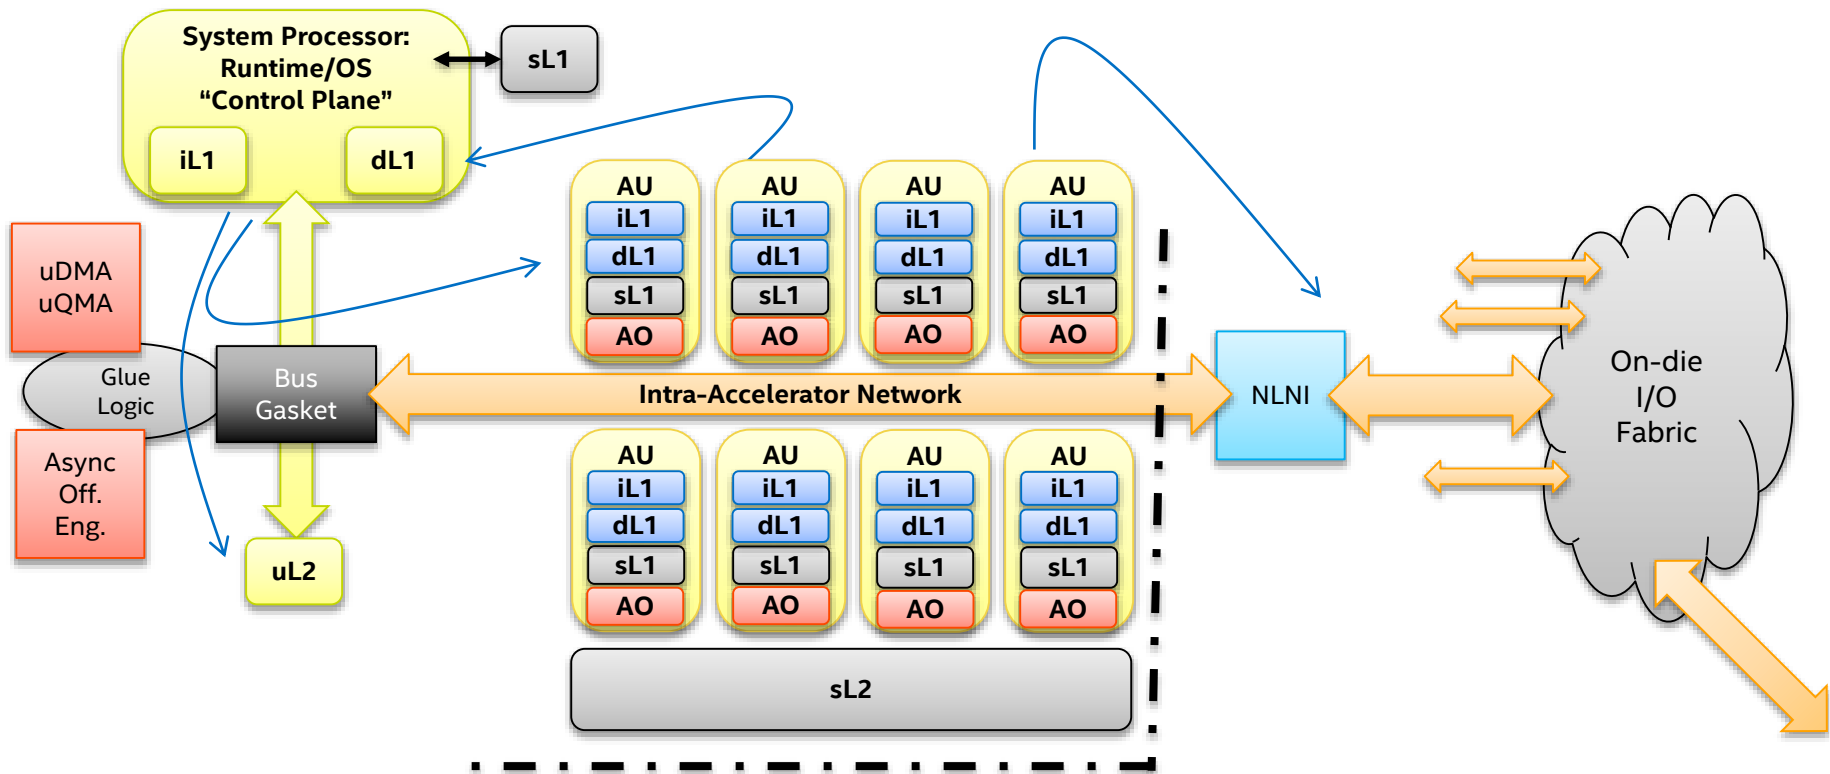 System Processor:
Runtime/OS
“Control Plane”
iL1
dL1
sL1
uDMA
uQMA
Glue
Logic
Bus
Gasket
Async
Off.
Eng.
uL2
AU
iL1
dL1
sL1
AO
AU
iL1
dL1
sL1
AO
AU
iL1
dL1
sL1
AO
AU
iL1
dL1
sL1
AO
Intra-Accelerator Network
AU
iL1
dL1
sL1
AO
AU
iL1
dL1
sL1
AO
AU
iL1
dL1
sL1
AO
AU
iL1
dL1
sL1
AO
sL2
NLNI
On-die
I/O
Fabric